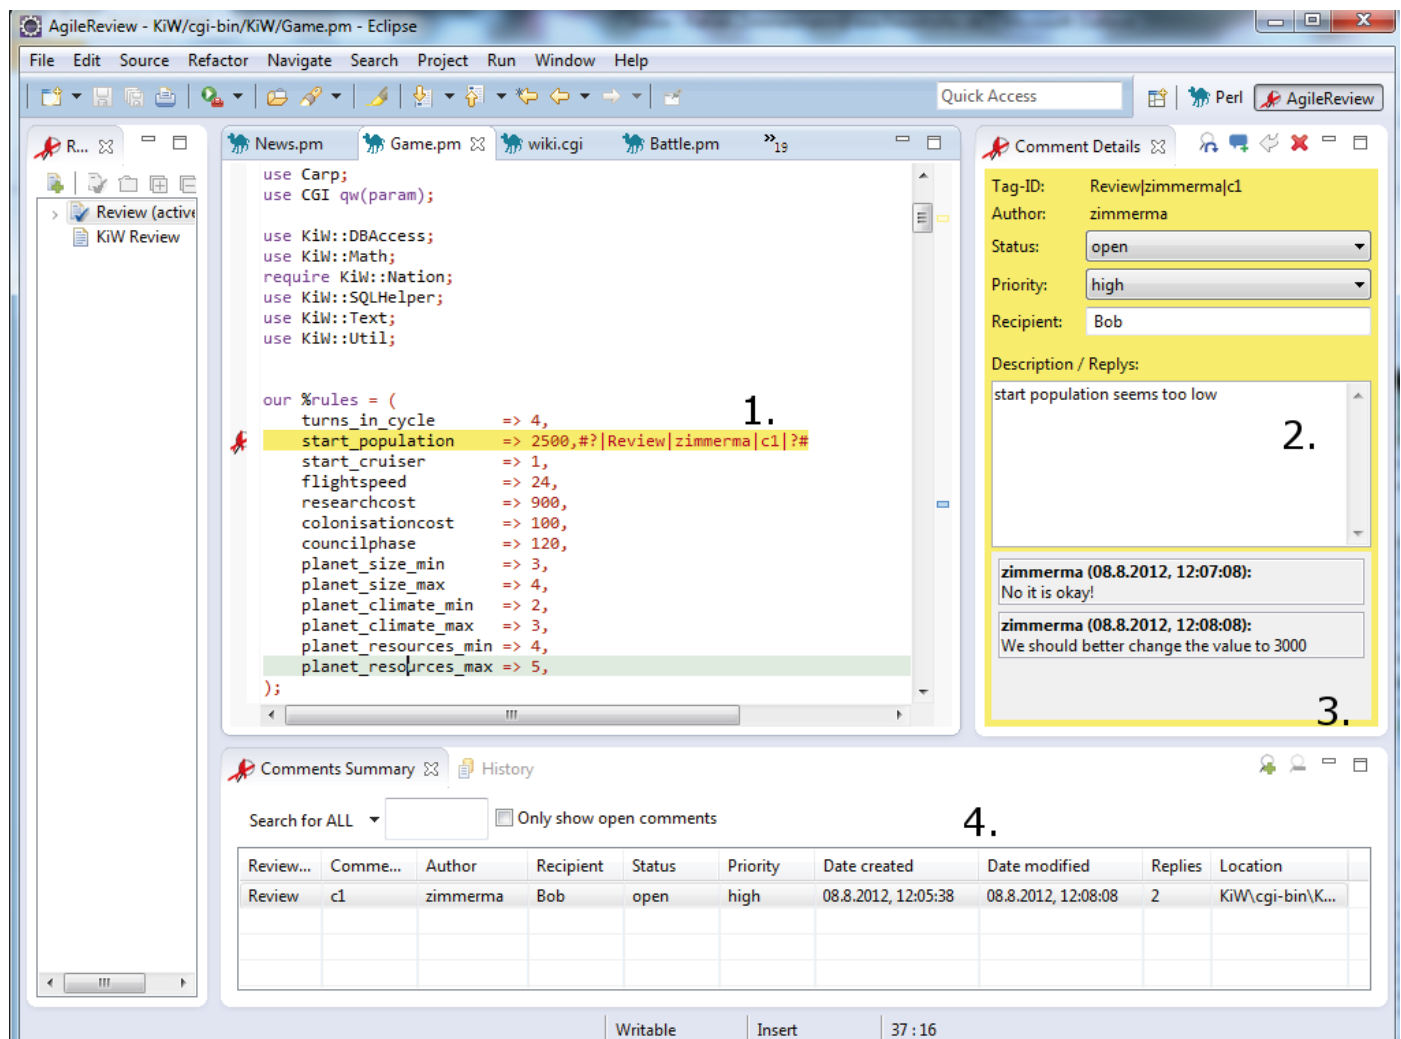 AgileReview - KiW/cgi-bin/KiW/Game.pm - Eclipse
File Edit Source Refactor Navigate Search Project Run Window Help
Quick Access
Perl
AgileReview
R...
Review (active
KiW Review
News.pm
Game.pm
wiki.cgi
Battle.pm
»19
use Carp;
use CGI qw(param);
use KiW::DBAccess;
use KiW::Math;
require KiW::Nation;
use KiW::SQLHelper;
use KiW::Text;
use KiW::Util;
our %rules = (
turns_in_cycle => 4,
start_population => 2500,#?|Review|zimmerma|c1|?#
start_cruiser => 1,
flightspeed => 24,
researchcost => 900,
colonisationcost => 100,
councilphase => 120,
planet_size_min => 3,
planet_size_max => 4,
planet_climate_min => 2,
planet_climate_max => 3,
planet_resources_min => 4,
planet_resources_max => 5,
);
1.
Comment Details
Tag-ID: Review|zimmerma|c1
Author: zimmerma
Status: open
Priority: high
Recipient: Bob
Description / Replys:
start population seems too low
2.
zimmerma (08.8.2012, 12:07:08):
No it is okay!
zimmerma (08.8.2012, 12:08:08):
We should better change the value to 3000
3.
Comments Summary
History
Search for ALL
Only show open comments
4.
Review... Comme... Author Recipient Status Priority Date created Date modified Replies Location
Review c1 zimmerma Bob open high 08.8.2012, 12:05:38 08.8.2012, 12:08:08 2 KiW\cgi-bin\K...
Writable Insert 37 : 16